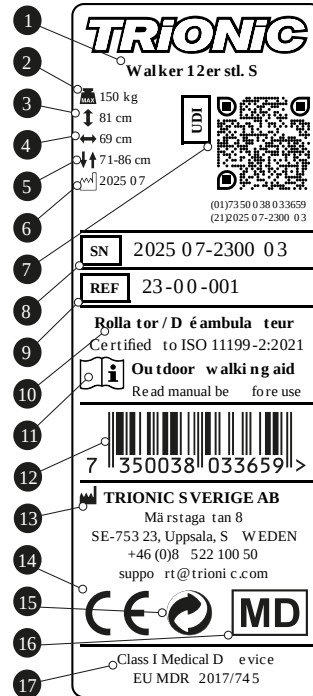 1
TRiONiC
Walker 12er stl. S
2
MAX 150 kg
3
81 cm
4
69 cm
5
71-86 cm
6
2025 07
7
UDI
(01)7350038033659
(21)202507-230003
8
SN 202507-230003
9
REF 23-00-001
10
Rollator/Déambulateur
Certified to ISO 11199-2:2021
11
i Outdoor walking aid
Read manual before use
12
7 350038 033659 >
13
TRIONIC SVERIGE AB
Märstagatan 8
SE-753 23, Uppsala, SWEDEN
+46 (0)8 522 100 50
support@trionic.com
14
CE
15
16
MD
17
Class I Medical Device
EU MDR 2017/745